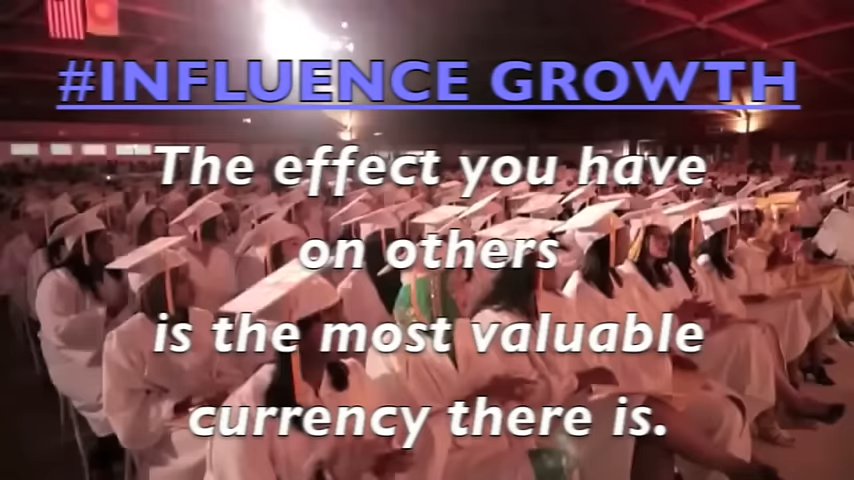 #INFLUENCE GROWTH
The effect you have
on others
is the most valuable
currency there is.